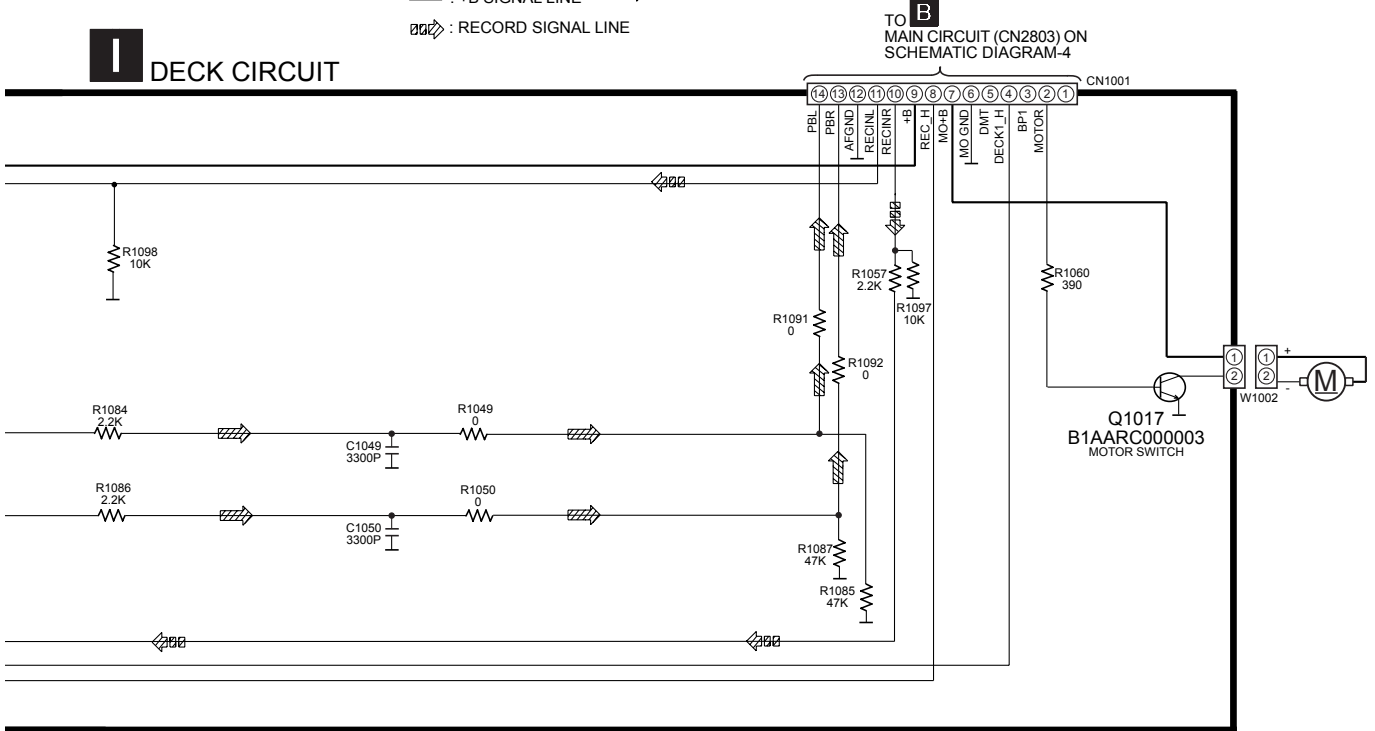 : +B SIGNAL LINE
: RECORD SIGNAL LINE
I DECK CIRCUIT
TO B
MAIN CIRCUIT (CN2803) ON
SCHEMATIC DIAGRAM-4
CN1001
14 13 12 11 10 9 8 7 6 5 4 3 2 1
PBL
PBR
AFGND
RECINL
RECINR
+B
REC_H
MO+B
MO GND
DMT
DECK1_H
BP1
MOTOR
R1098
10K
R1057
2.2K
R1097
10K
R1060
390
R1091
0
R1092
0
1
2
1
2
+
-
M
W1002
Q1017
B1AARC000003
MOTOR SWITCH
R1084
2.2K
C1049
3300P
R1049
0
R1086
2.2K
C1050
3300P
R1050
0
R1087
47K
R1085
47K